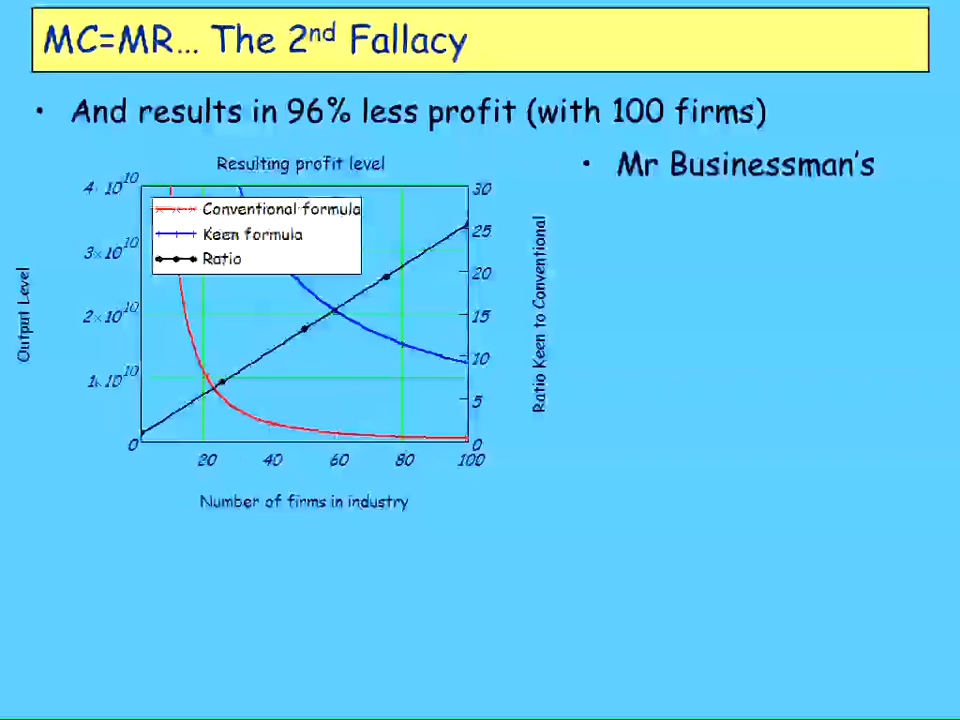 MC=MR... The 2nd Fallacy
• And results in 96% less profit (with 100 firms)
• Mr Businessman's
Resulting profit level
4·10^10
3×10^10
2×10^10
1×10^10
0
Output Level
Conventional formula
Keen formula
Ratio
30
25
20
15
10
5
0
Ratio Keen to Conventional
20 40 60 80 100
Number of firms in industry